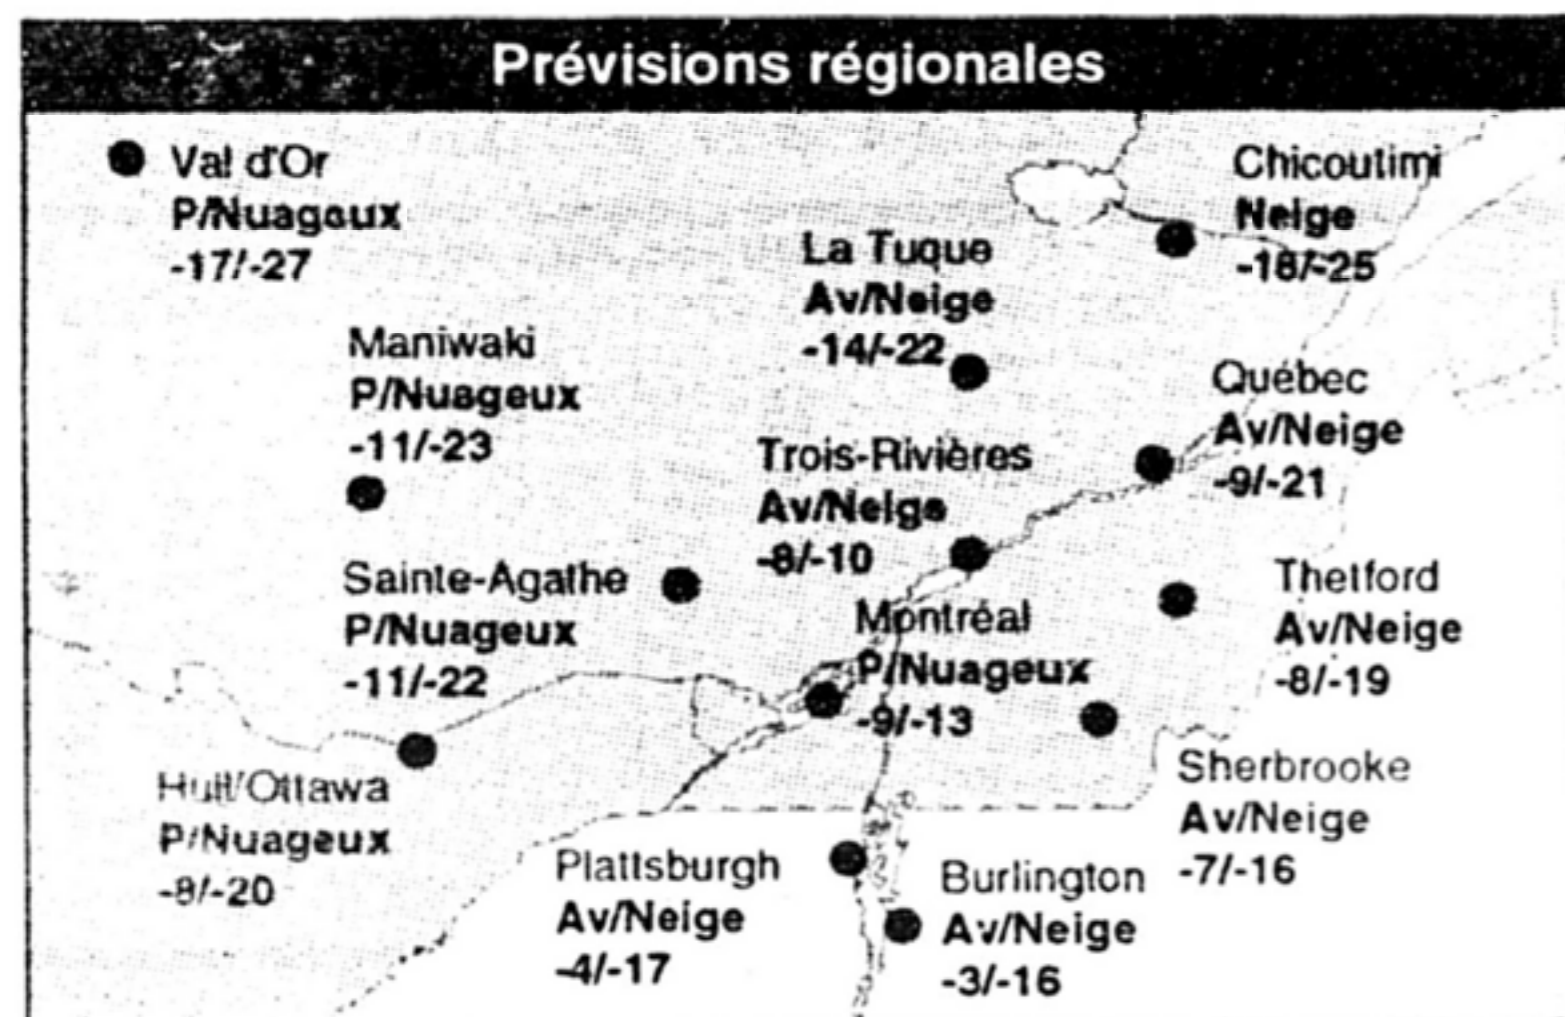 Prévisions régionales
Val d'Or
P/Nuageux
-17/-27
Chicoutimi
Neige
-18/-25
La Tuque
Av/Neige
-14/-22
Maniwaki
P/Nuageux
-11/-23
Québec
Av/Neige
-9/-21
Trois-Rivières
Av/Neige
-8/-10
Sainte-Agathe
P/Nuageux
-11/-22
Thetford
Av/Neige
-8/-19
Montréal
P/Nuageux
-9/-13
Hull/Ottawa
P/Nuageux
-8/-20
Sherbrooke
Av/Neige
-7/-16
Plattsburgh
Av/Neige
-4/-17
Burlington
Av/Neige
-3/-16